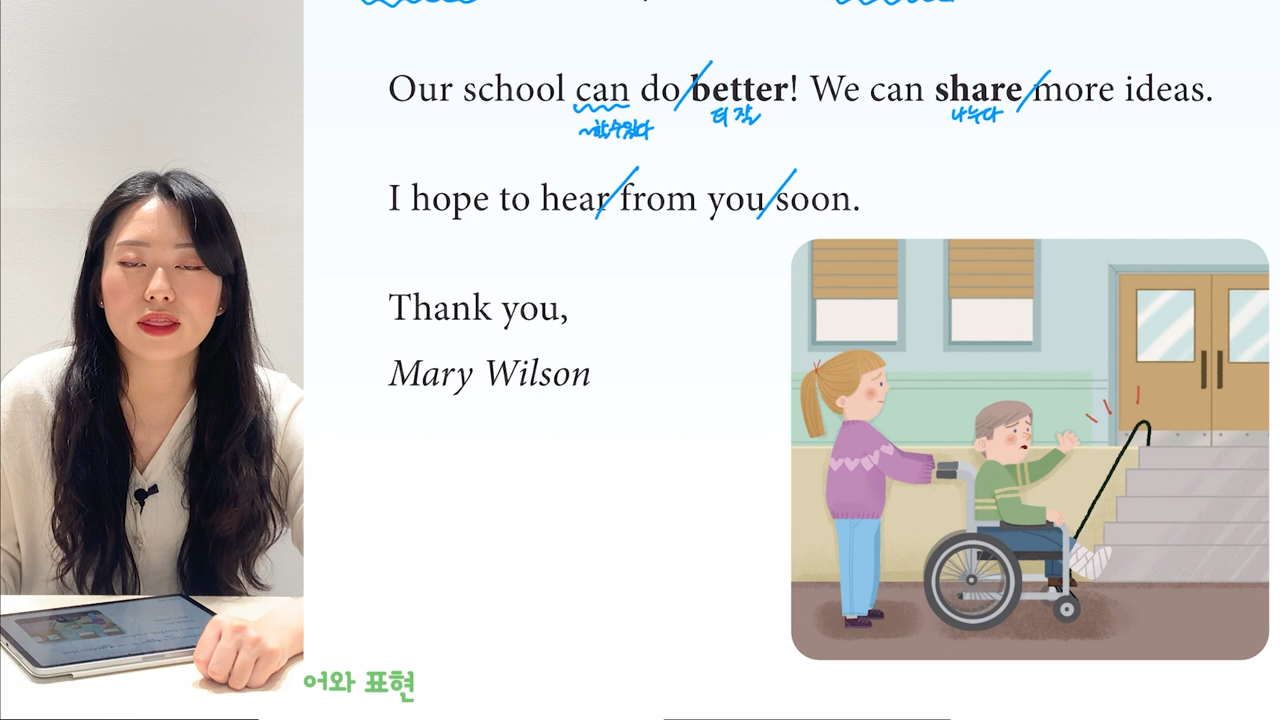 Our school can do better! We can share more ideas.
~할 수 있다 더 잘 나누다
I hope to hear from you soon.
Thank you,
Mary Wilson
어와 표현